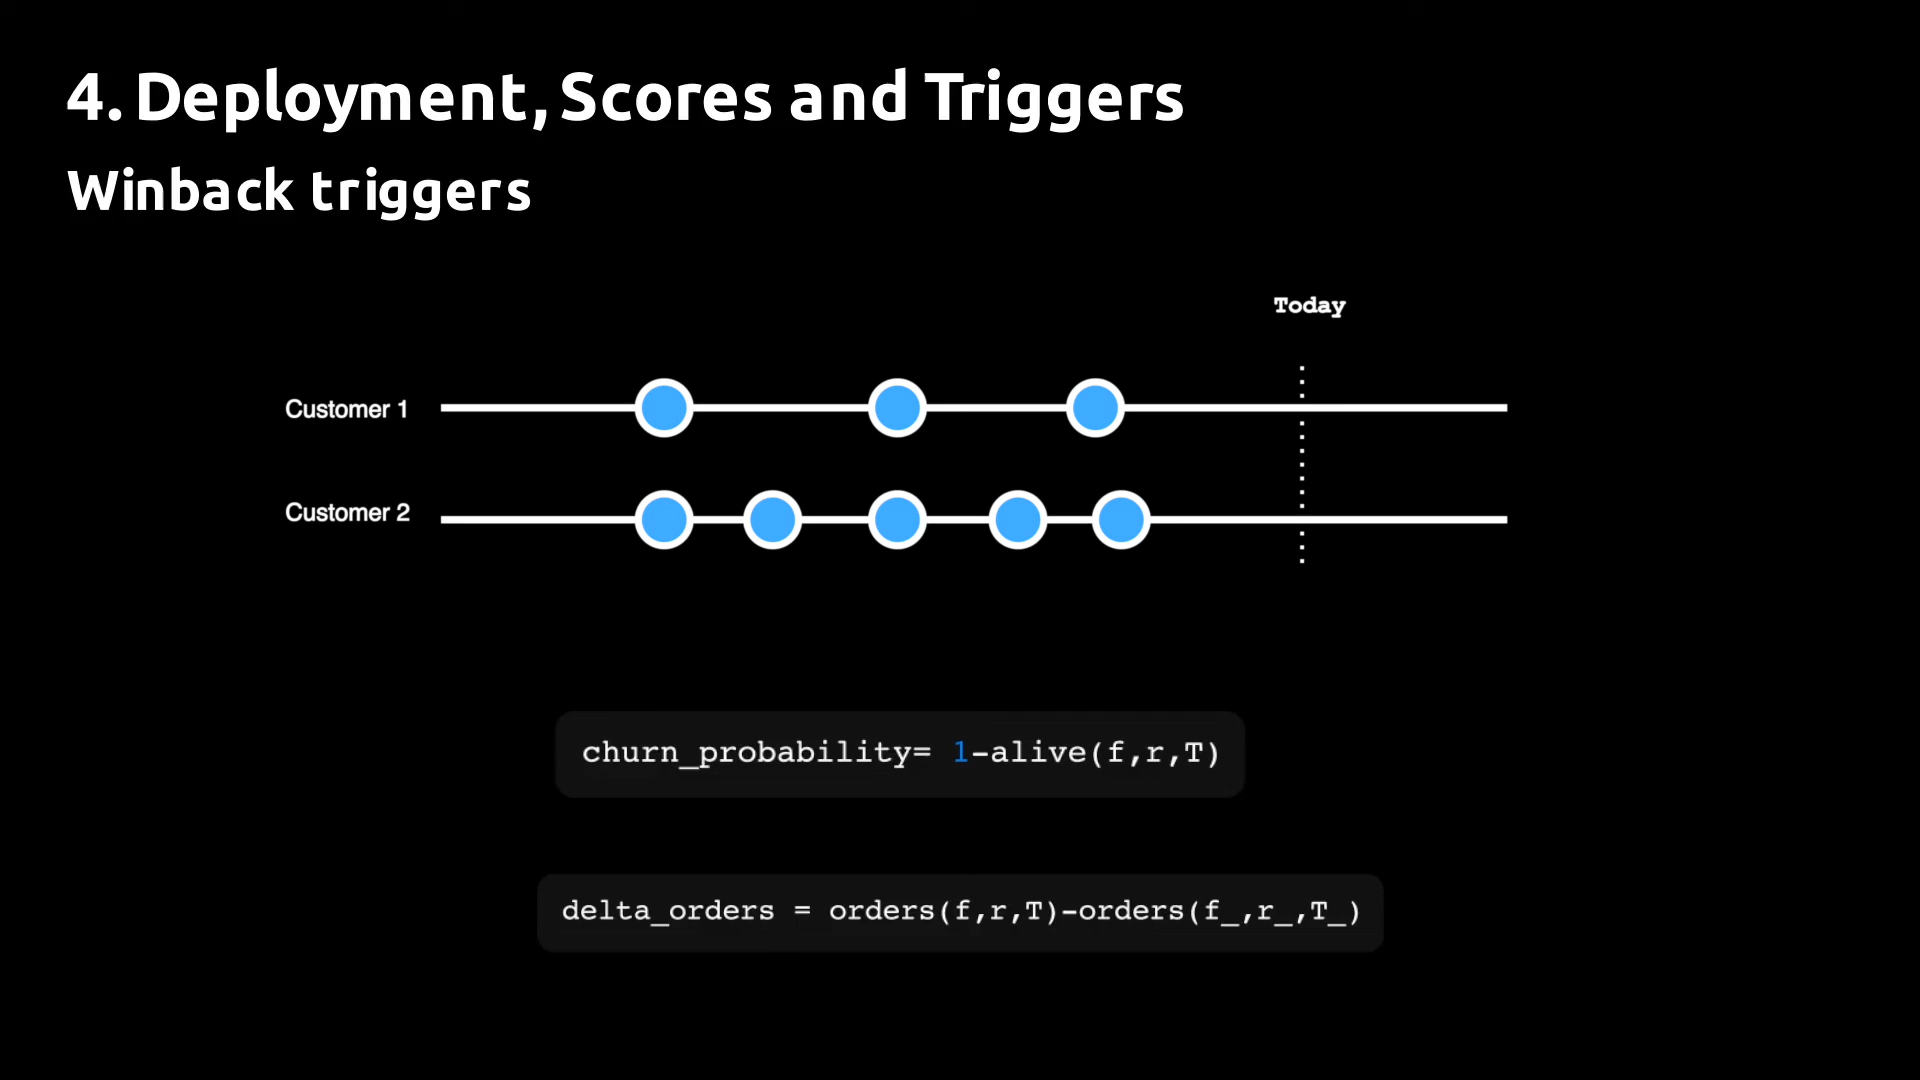 4. Deployment, Scores and Triggers
Winback triggers
Today
Customer 1
Customer 2
churn_probability= 1-alive(f,r,T)
delta_orders = orders(f,r,T)-orders(f_,r_,T_)